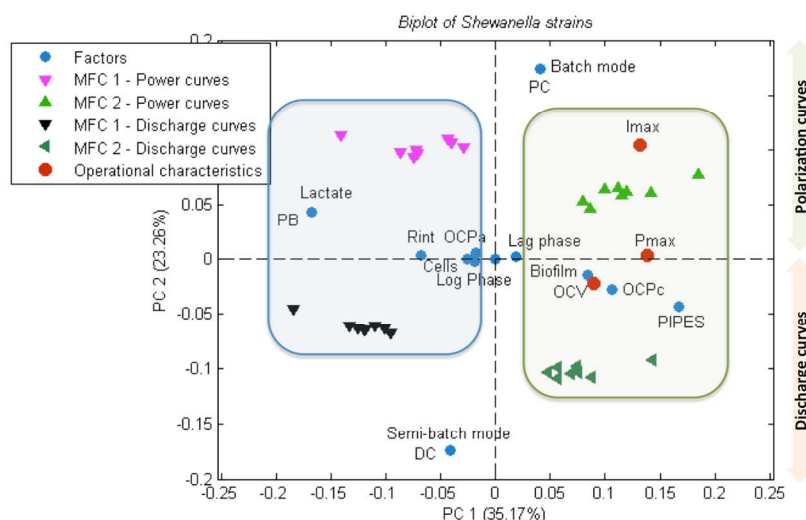 Biplot of Shewanella strains
Factors
MFC 1 - Power curves
MFC 2 - Power curves
MFC 1 - Discharge curves
MFC 2 - Discharge curves
Operational characteristics
Batch mode
PC
Imax
Lactate
PB
Rint
OCPa
Lag phase
Pmax
Cells
Log Phase
Biofilm
OCV
OCPc
PIPES
Semi-batch mode
DC
0.2
0.05
0
-0.05
-0.1
-0.15
-0.2
PC 2 (23.26%)
-0.25
-0.2
-0.15
-0.1
-0.05
0
0.05
0.10
0.15
0.2
0.25
PC 1 (35.17%)
Polarization curves
Discharge curves